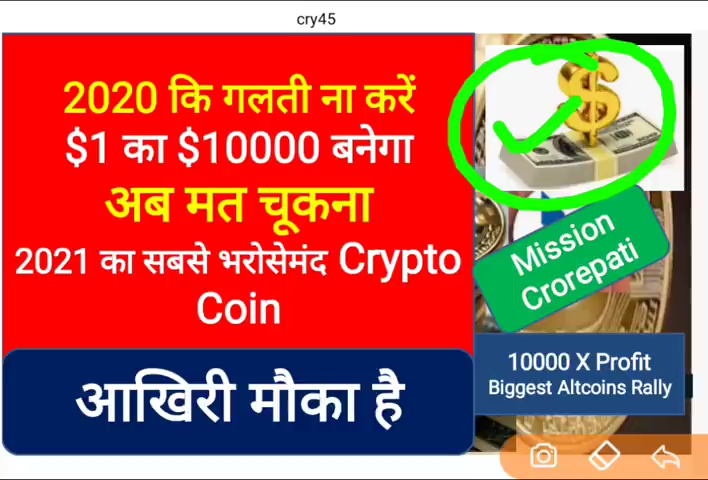 cry45
2020 कि गलती ना करें
$1 का $10000 बनेगा
अब मत चूकना
2021 का सबसे भरोसेमंद Crypto
Coin
आखिरी मौका है
Mission
Crorepati
10000 X Profit
Biggest Altcoins Rally